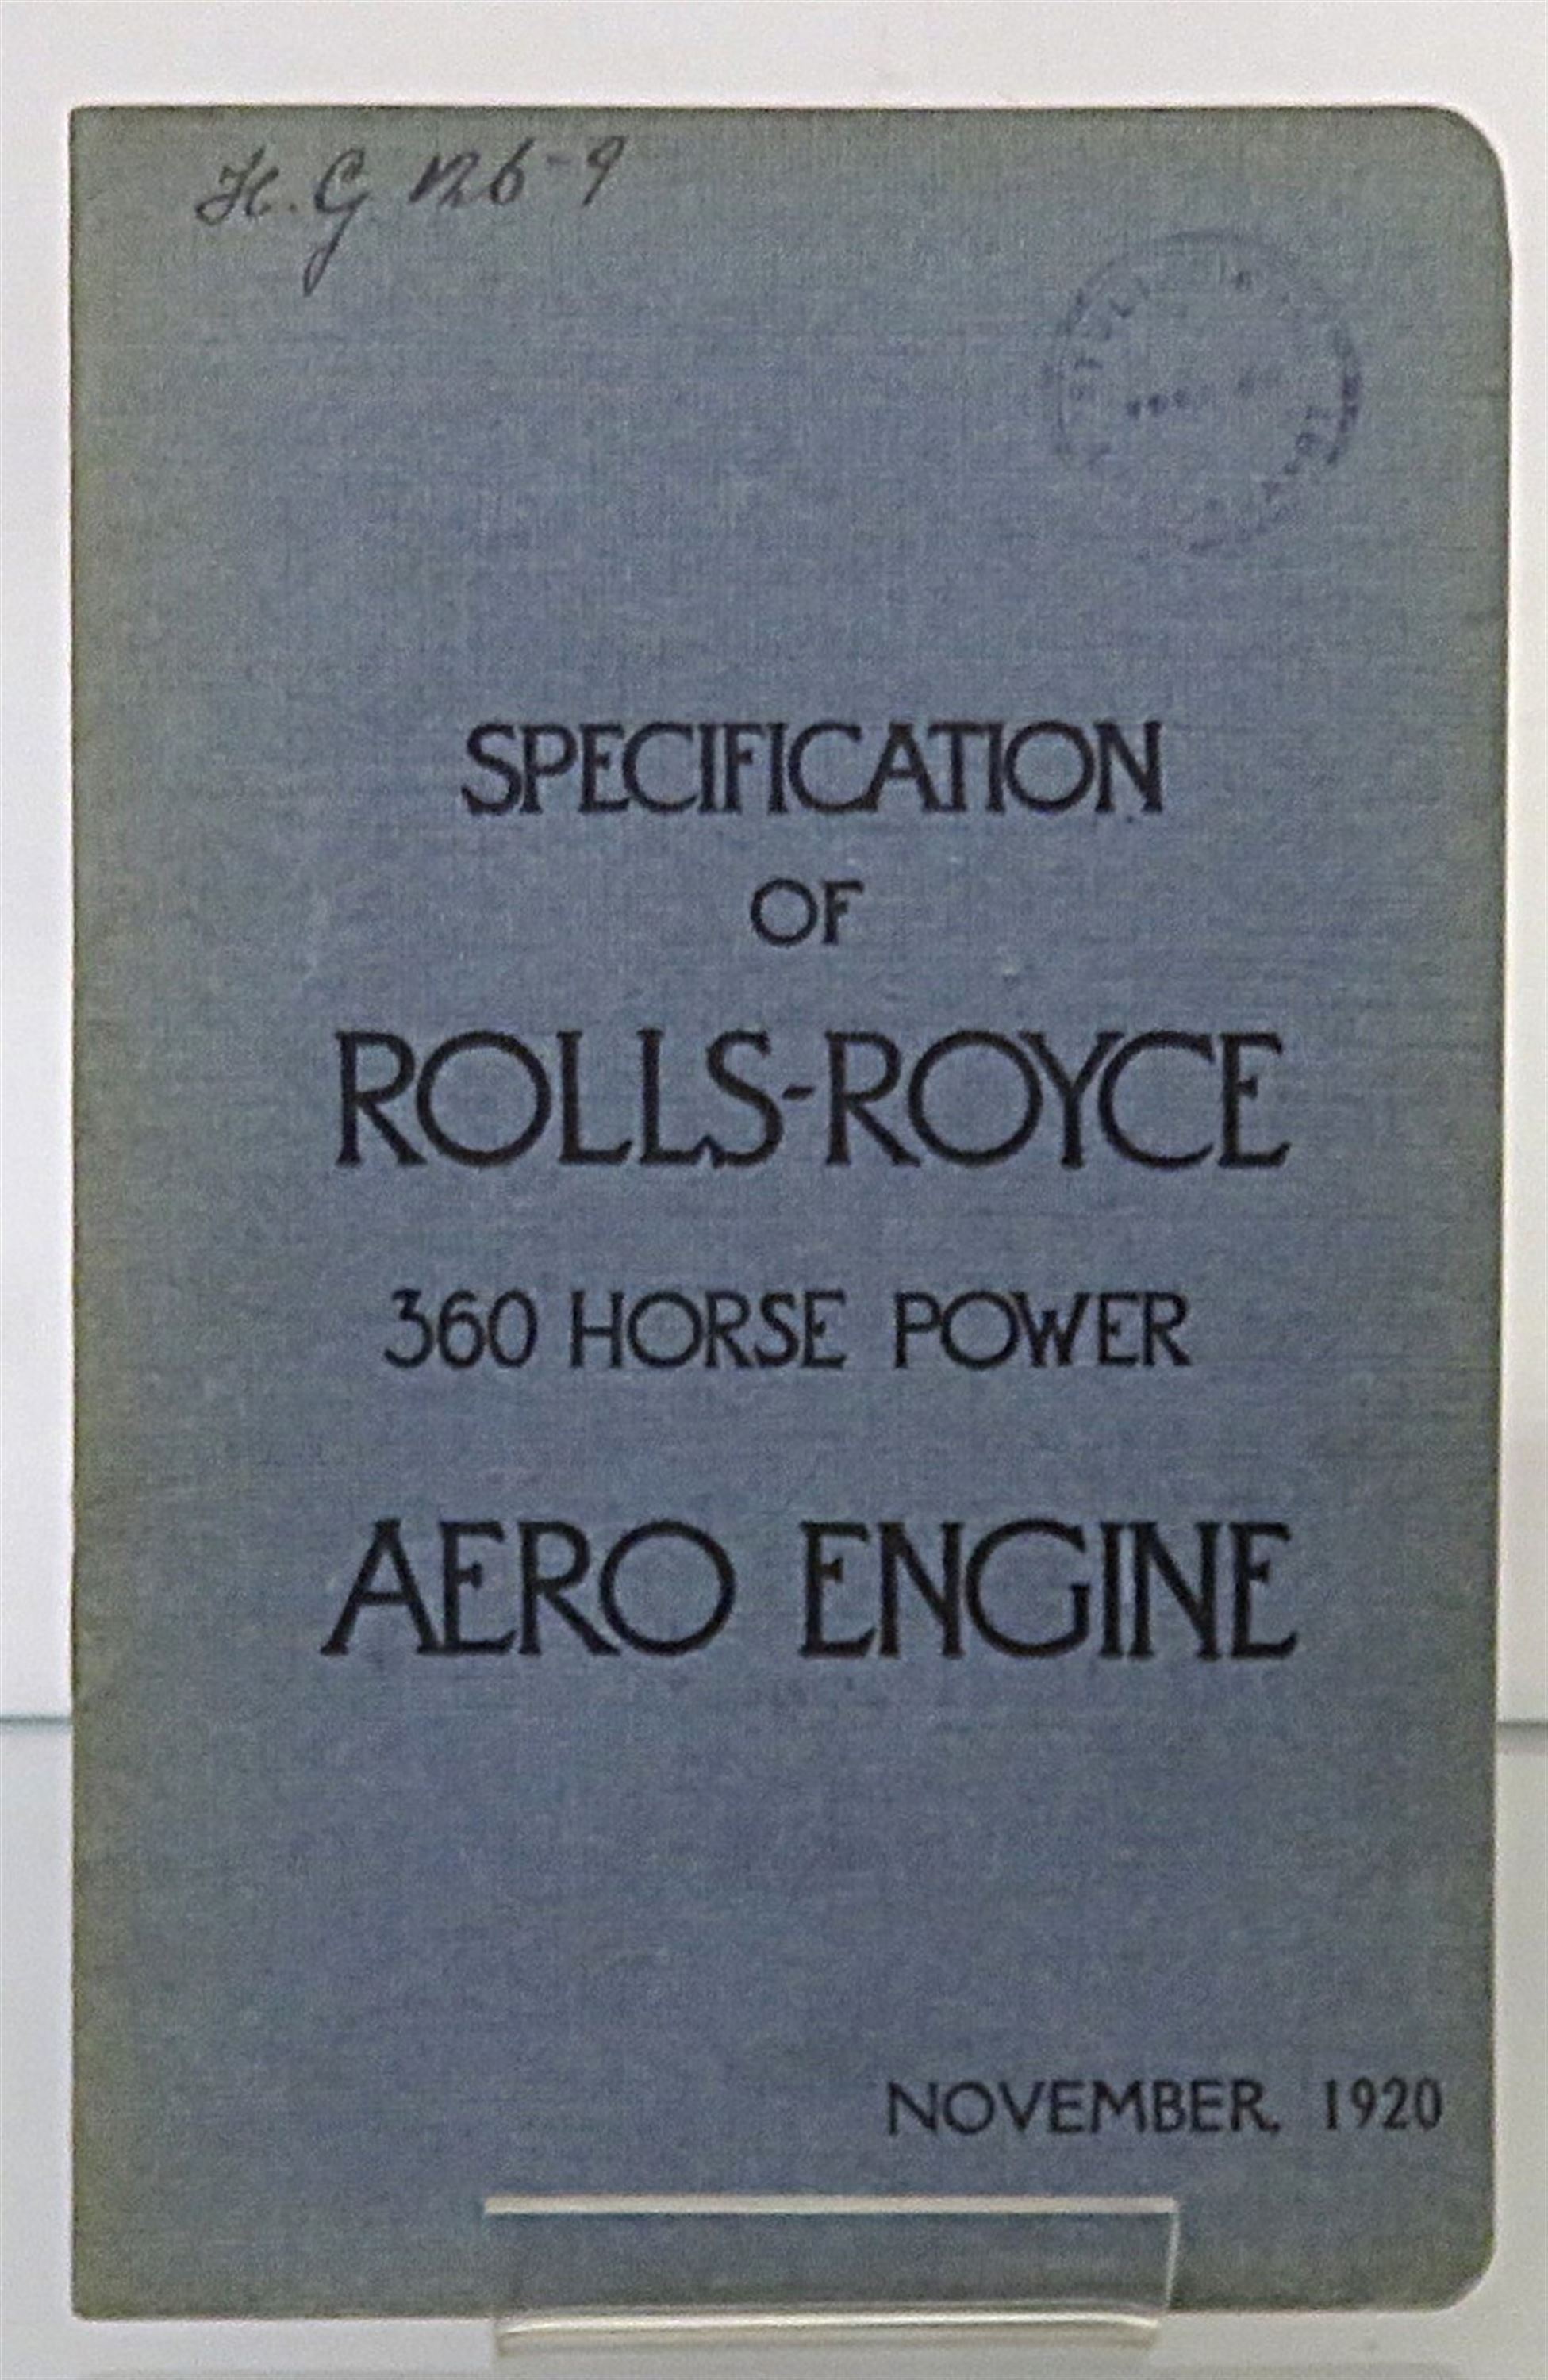 H.G. 126-9
SPECIFICATION
OF
ROLLS-ROYCE
360 HORSE POWER
AERO ENGINE
NOVEMBER, 1920